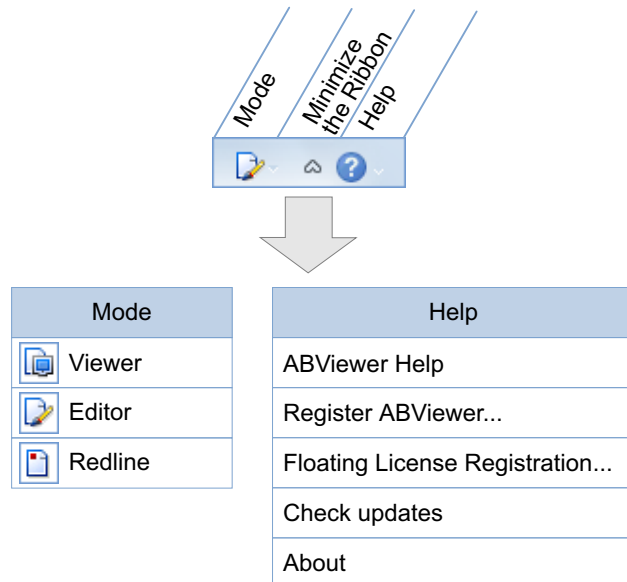 Mode
Minimize
the Ribbon
Help
?
Mode
Viewer
Editor
Redline
Help
ABViewer Help
Register ABViewer...
Floating License Registration...
Check updates
About